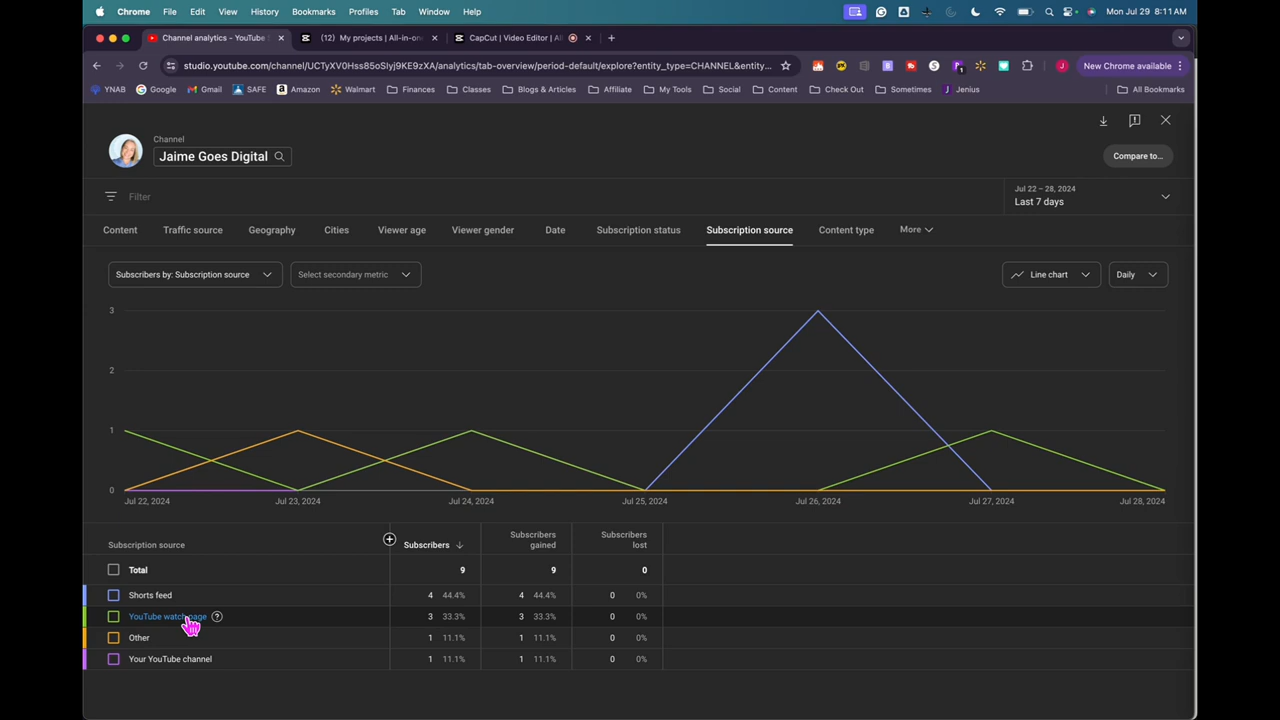 Chrome File Edit View History Bookmarks Profiles Tab Window Help Mon Jul 29 8:11 AM
Channel analytics - YouTube (12) My projects | All-in-one CapCut | Video Editor | Al
studio.youtube.com/channel/UCTyXV0Hss85oSlyj9KE9zXA/analytics/tab-overview/period-default/explore?entity_type=CHANNEL&entity... New Chrome available
YNAB Google Gmail SAFE Amazon Walmart Finances Classes Blogs & Articles Affiliate My Tools Social Content Check Out Sometimes Jenius All Bookmarks
Channel
Jaime Goes Digital
Compare to...
Filter
Jul 22 – 28, 2024
Last 7 days
Content Traffic source Geography Cities Viewer age Viewer gender Date Subscription status Subscription source Content type More
Subscribers by: Subscription source Select secondary metric Line chart Daily
3
2
1
0
Jul 22, 2024 Jul 23, 2024 Jul 24, 2024 Jul 25, 2024 Jul 26, 2024 Jul 27, 2024 Jul 28, 2024
Subscription source Subscribers Subscribers gained Subscribers lost
Total 9 9 0
Shorts feed 4 44.4% 4 44.4% 0 0%
YouTube watch page 3 33.3% 3 33.3% 0 0%
Other 1 11.1% 1 11.1% 0 0%
Your YouTube channel 1 11.1% 1 11.1% 0 0%